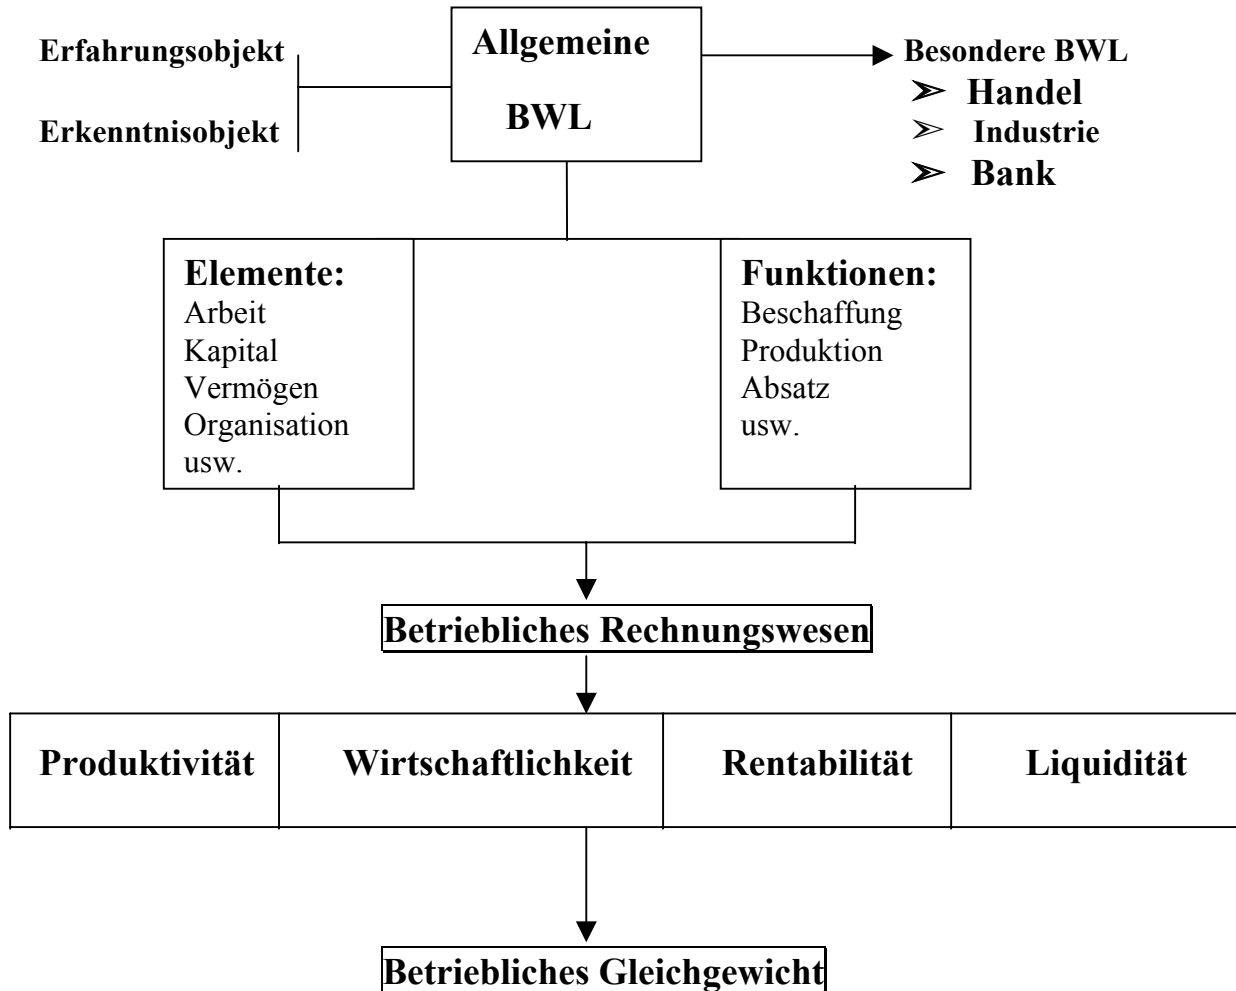 Erfahrungsobjekt
Erkenntnisobjekt
Allgemeine
BWL
Besondere BWL
➢ Handel
➢ Industrie
➢ Bank
Elemente:
Arbeit
Kapital
Vermögen
Organisation
usw.
Funktionen:
Beschaffung
Produktion
Absatz
usw.
Betriebliches Rechnungswesen
Produktivität
Wirtschaftlichkeit
Rentabilität
Liquidität
Betriebliches Gleichgewicht